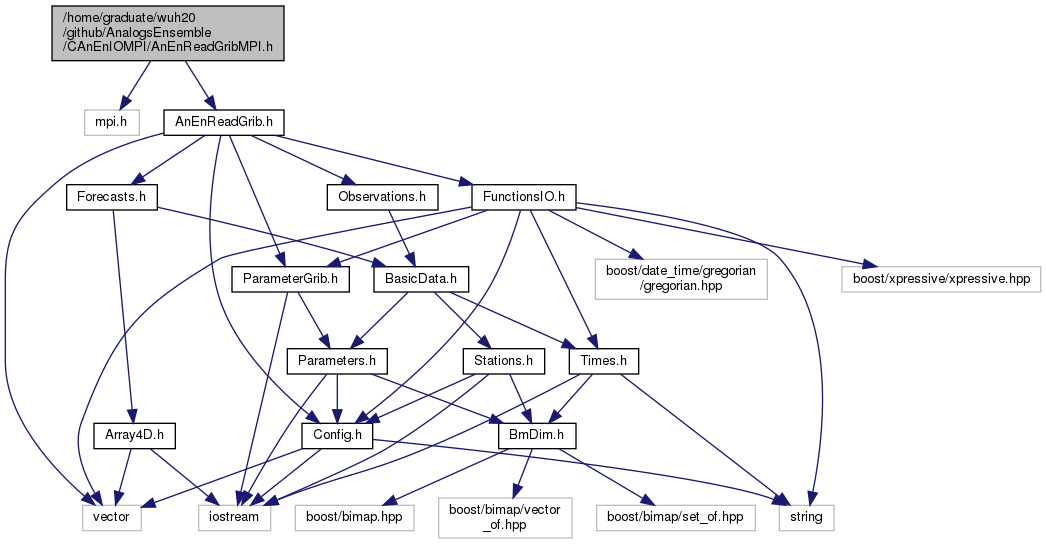 /home/graduate/wuh20
/github/AnalogsEnsemble
/CAnEnIOMPI/AnEnReadGribMPI.h
mpi.h
AnEnReadGrib.h
Forecasts.h
Observations.h
FunctionsIO.h
ParameterGrib.h
BasicData.h
boost/date_time/gregorian
/gregorian.hpp
boost/xpressive/xpressive.hpp
Parameters.h
Stations.h
Times.h
Array4D.h
Config.h
BmDim.h
vector
iostream
boost/bimap.hpp
boost/bimap/vector
_of.hpp
boost/bimap/set_of.hpp
string